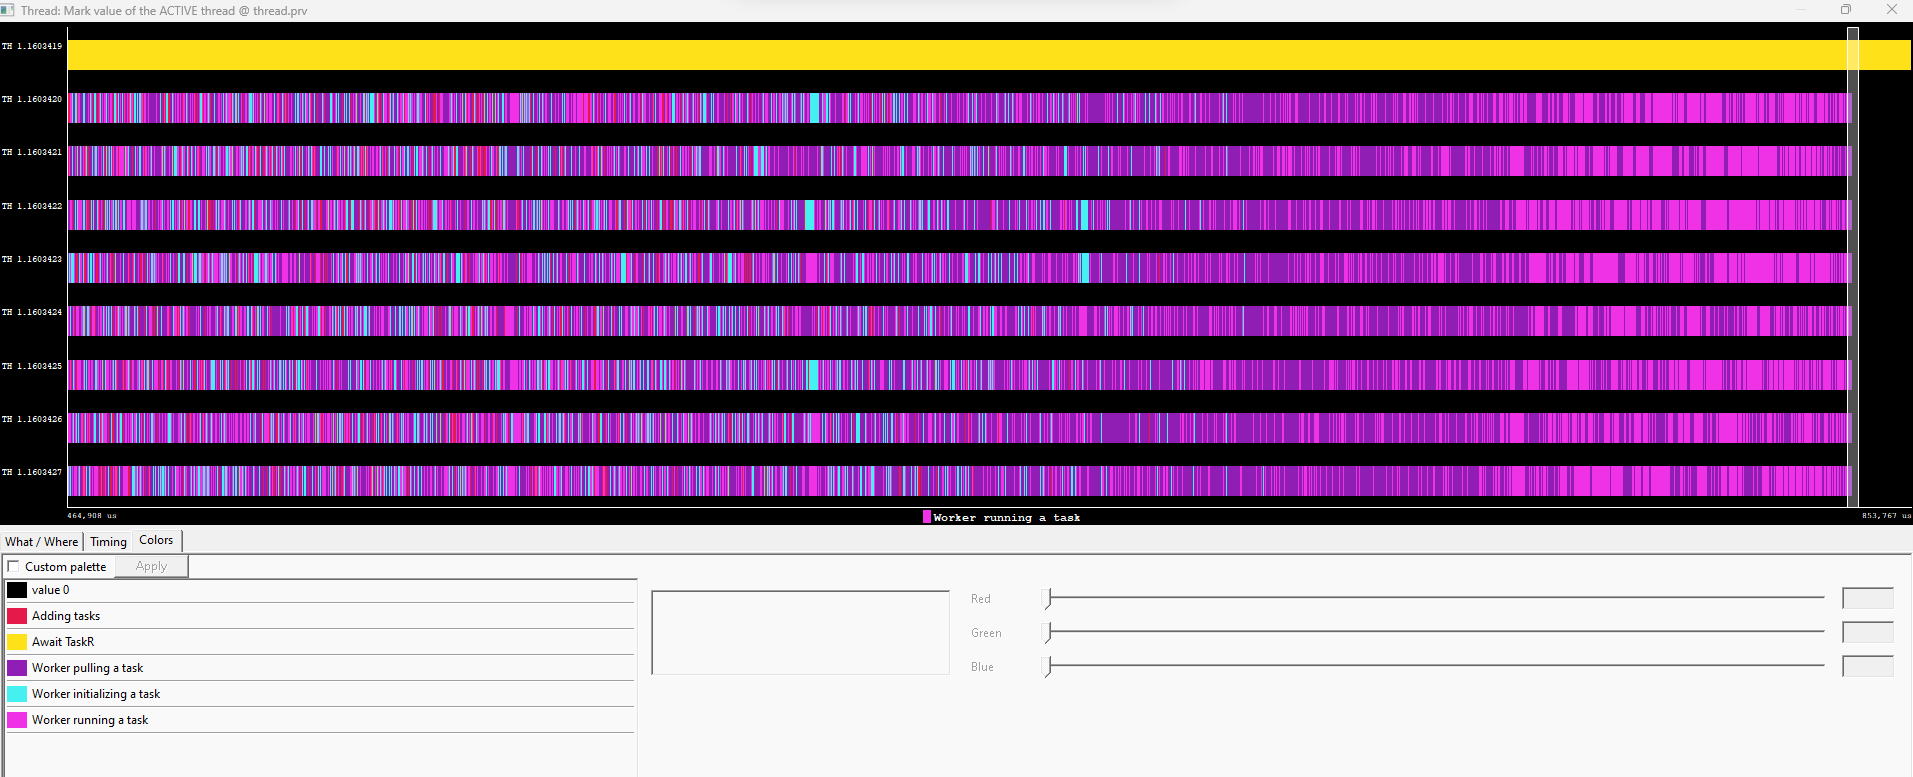 Thread: Mark value of the ACTIVE thread @ thread.prv
TH 1.1603419
TH 1.1603420
TH 1.1603421
TH 1.1603422
TH 1.1603423
TH 1.1603424
TH 1.1603425
TH 1.1603426
TH 1.1603427
464,908 us
Worker running a task
853,767 us
What / Where Timing Colors
Custom palette Apply
value 0
Adding tasks
Await TaskR
Worker pulling a task
Worker initializing a task
Worker running a task
Red
Green
Blue